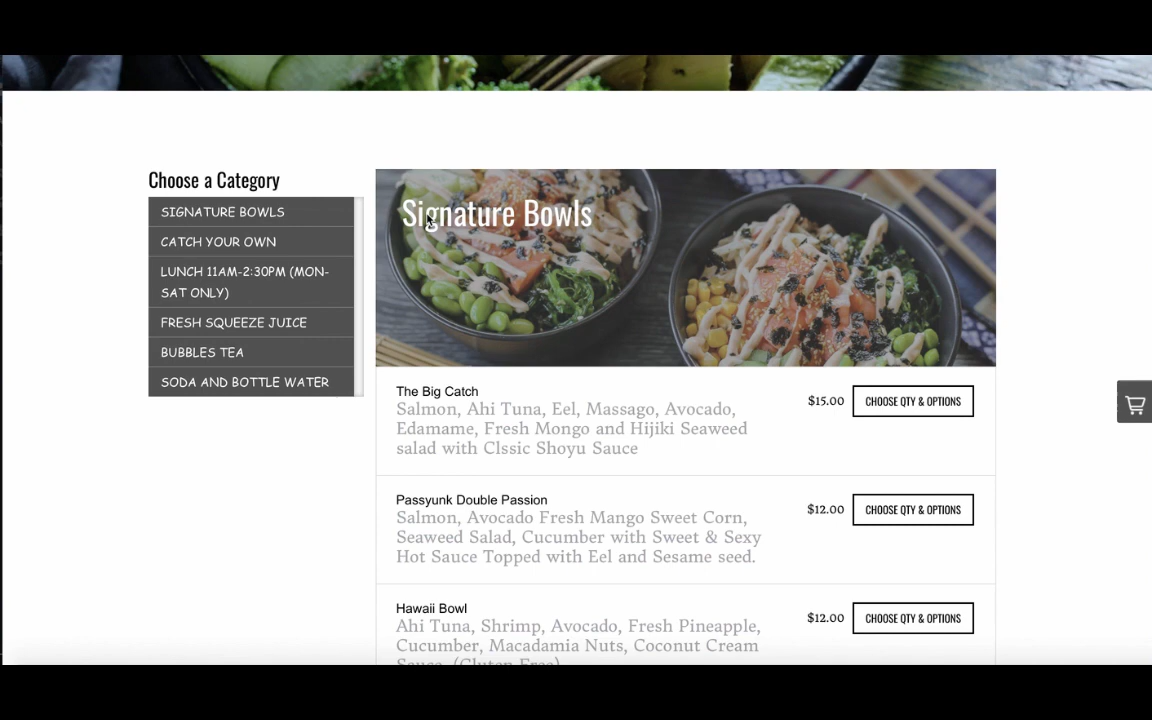 Choose a Category
SIGNATURE BOWLS
CATCH YOUR OWN
LUNCH 11AM-2:30PM (MON-
SAT ONLY)
FRESH SQUEEZE JUICE
BUBBLES TEA
SODA AND BOTTLE WATER
Signature Bowls
The Big Catch
$15.00
CHOOSE QTY & OPTIONS
Salmon, Ahi Tuna, Eel, Massago, Avocado,
Edamame, Fresh Mongo and Hijiki Seaweed
salad with Clssic Shoyu Sauce
Passyunk Double Passion
$12.00
CHOOSE QTY & OPTIONS
Salmon, Avocado Fresh Mango Sweet Corn,
Seaweed Salad, Cucumber with Sweet & Sexy
Hot Sauce Topped with Eel and Sesame seed.
Hawaii Bowl
$12.00
CHOOSE QTY & OPTIONS
Ahi Tuna, Shrimp, Avocado, Fresh Pineapple,
Cucumber, Macadamia Nuts, Coconut Cream
Sauce. (Gluten Free)